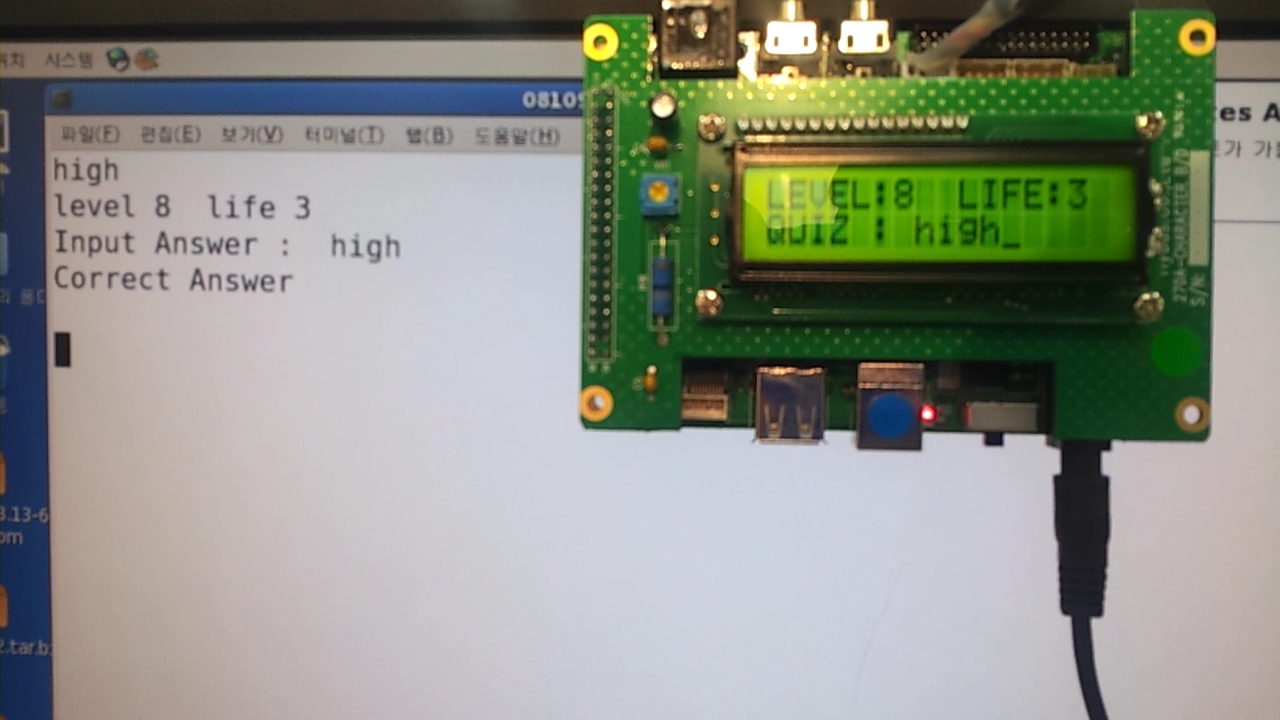 시스템
0810
파일(F) 편집(E) 보기(V) 터미널(T) 탭(B) 도움말(H)
high
level 8 life 3
Input Answer : high
Correct Answer
LEVEL:8 LIFE:3
QUIZ : high_
270A-CHARACTER B/D
S/N
es A
가 가
3.13-6
om
2.tar.b